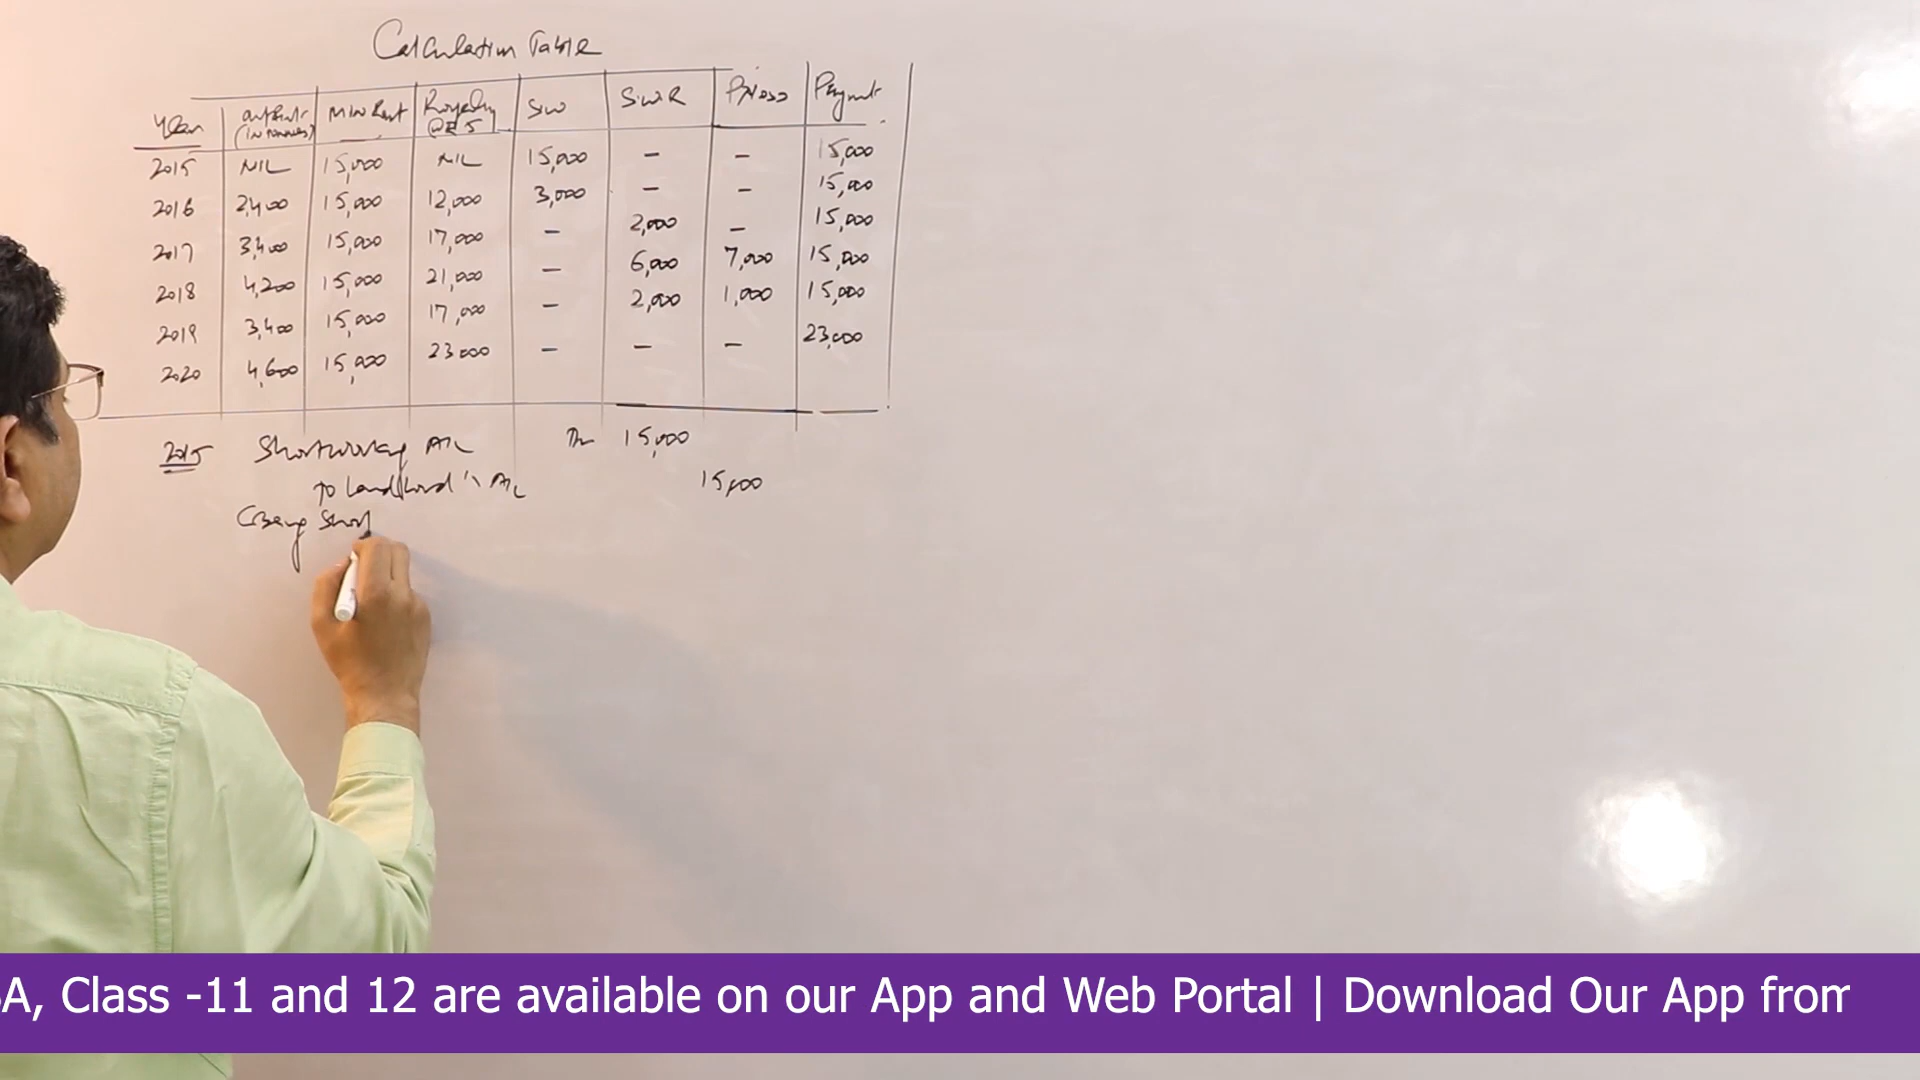 Calculation Table
Year | Output (in tonnes) | Min Rent | Royalty @ ₹ 5 | S.W | S.W.R | P/L | Payment
2015 NIL 15,000 NIL 15,000 – – 15,000
2016 2,400 15,000 12,000 3,000 – – 15,000
2017 3,400 15,000 17,000 – 2,000 – 15,000
2018 4,200 15,000 21,000 – 6,000 7,000 15,000
2019 3,400 15,000 17,000 – 2,000 1,000 15,000
2020 4,600 15,000 23000 – – – 23,000
2015 Shortworking A/c Dr 15,000
To Landlord's A/c 15,000
(Being Short
A, Class -11 and 12 are available on our App and Web Portal | Download Our App from